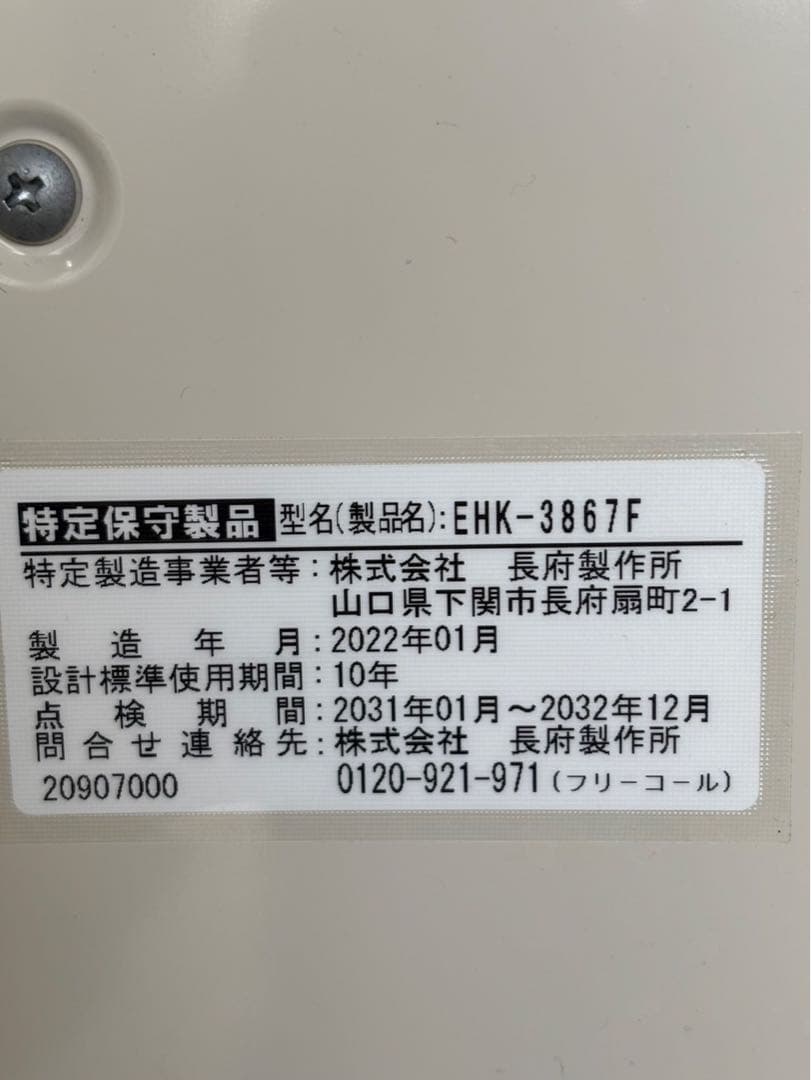 特定保守製品 型名(製品名):EHK-3867F
特定製造事業者等:株式会社 長府製作所
山口県下関市長府扇町2-1
製造年月:2022年01月
設計標準使用期間:10年
点検期間:2031年01月~2032年12月
問合せ連絡先:株式会社 長府製作所
20907000 0120-921-971(フリーコール)